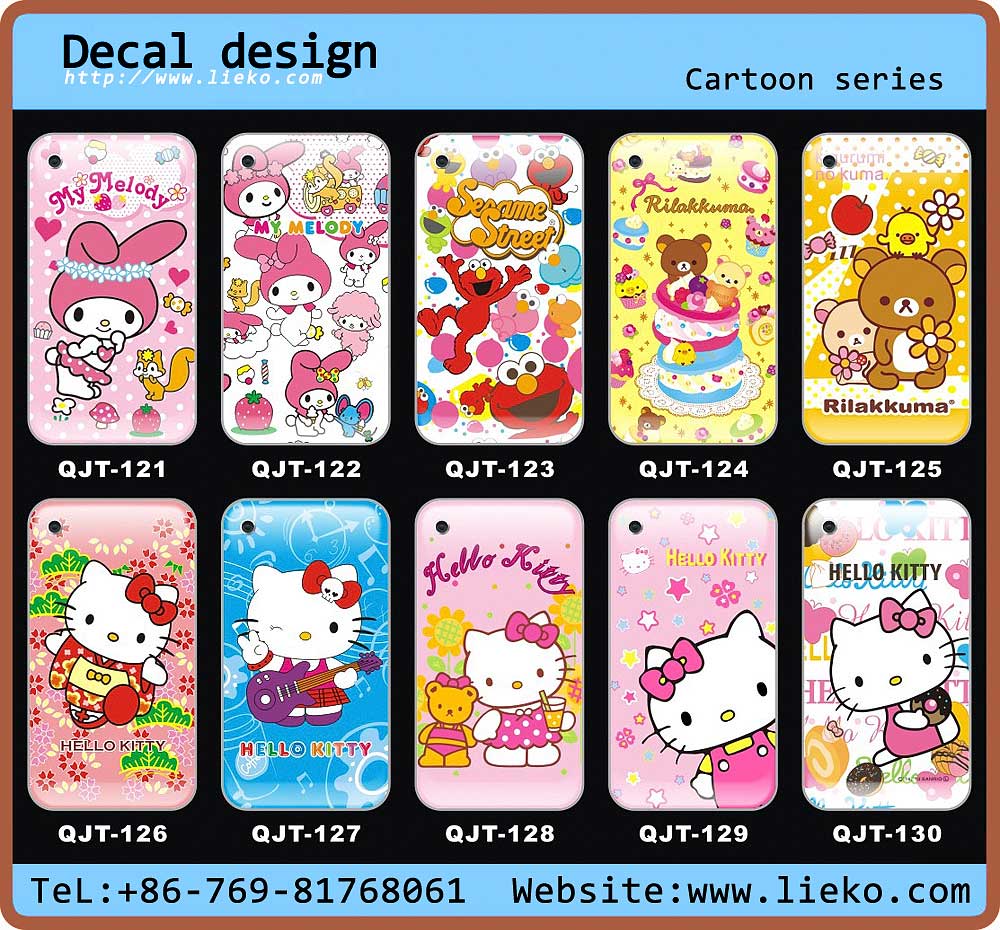 Decal design
http://www.lieko.com
Cartoon series
My Melody
MY MELODY
Sesame
Street
Rilakkuma
no kuma.
Rilakkuma
QJT-121
QJT-122
QJT-123
QJT-124
QJT-125
HELLO KITTY
HELLO KITTY
Hello Kitty
HELLO KITTY
HELLO KITTY
QJT-126
QJT-127
QJT-128
QJT-129
QJT-130
TeL:+86-769-81768061 Website:www.lieko.com